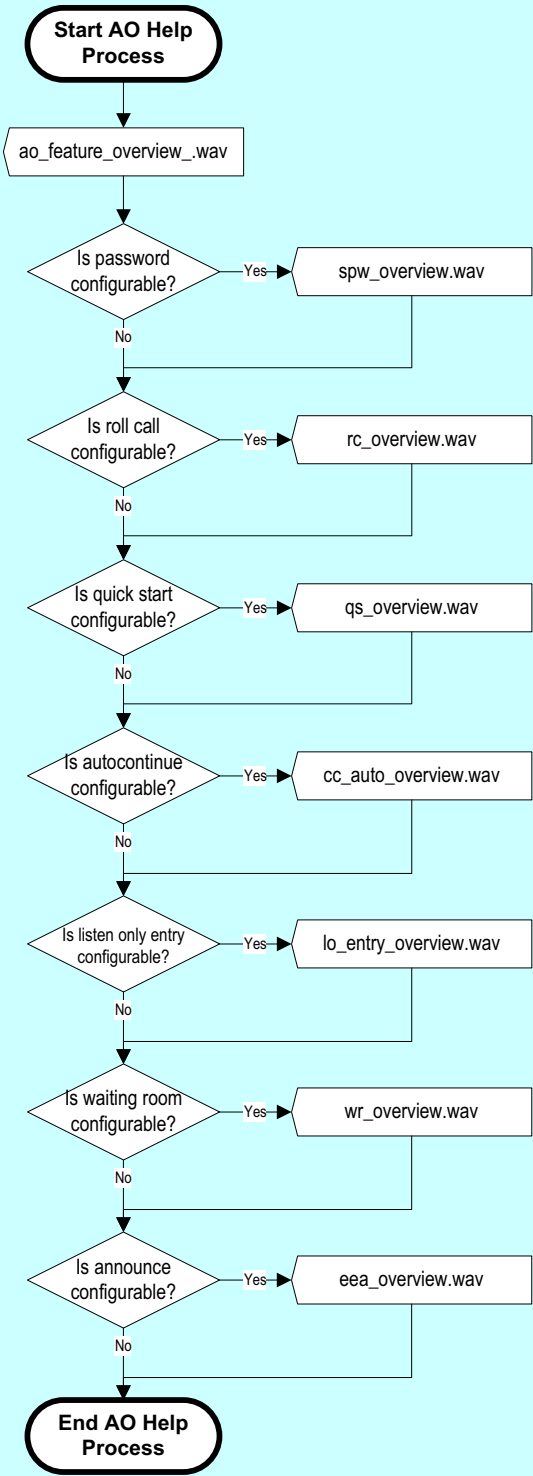 Start AO Help
Process
ao_feature_overview_.wav
Is password
configurable?
Yes
spw_overview.wav
No
Is roll call
configurable?
Yes
rc_overview.wav
No
Is quick start
configurable?
Yes
qs_overview.wav
No
Is autocontinue
configurable?
Yes
cc_auto_overview.wav
No
Is listen only entry
configurable?
Yes
lo_entry_overview.wav
No
Is waiting room
configurable?
Yes
wr_overview.wav
No
Is announce
configurable?
Yes
eea_overview.wav
No
End AO Help
Process